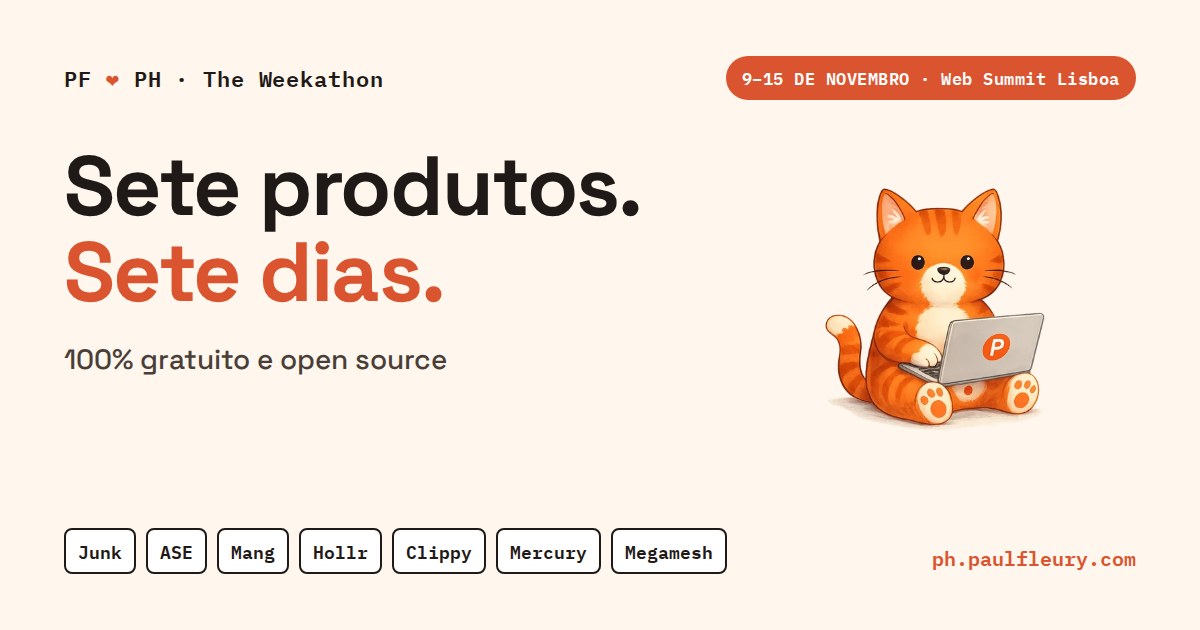 PF ❤ PH · The Weekathon
9–15 DE NOVEMBRO · Web Summit Lisboa
Sete produtos.
Sete dias.
100% gratuito e open source
P
Junk ASE Mang Hollr Clippy Mercury Megamesh
ph.paulfleury.com